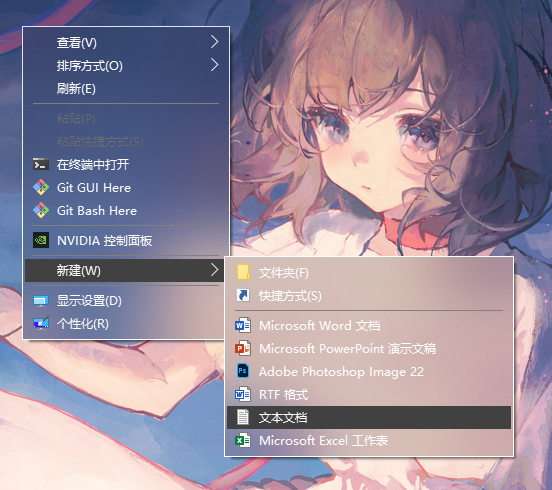 查看(V)
排序方式(O)
刷新(E)
粘贴(P)
粘贴快捷方式(S)
在终端中打开
Git GUI Here
Git Bash Here
NVIDIA 控制面板
新建(W)
显示设置(D)
个性化(R)
文件夹(F)
快捷方式(S)
Microsoft Word 文档
Microsoft PowerPoint 演示文稿
Adobe Photoshop Image 22
RTF 格式
文本文档
Microsoft Excel 工作表